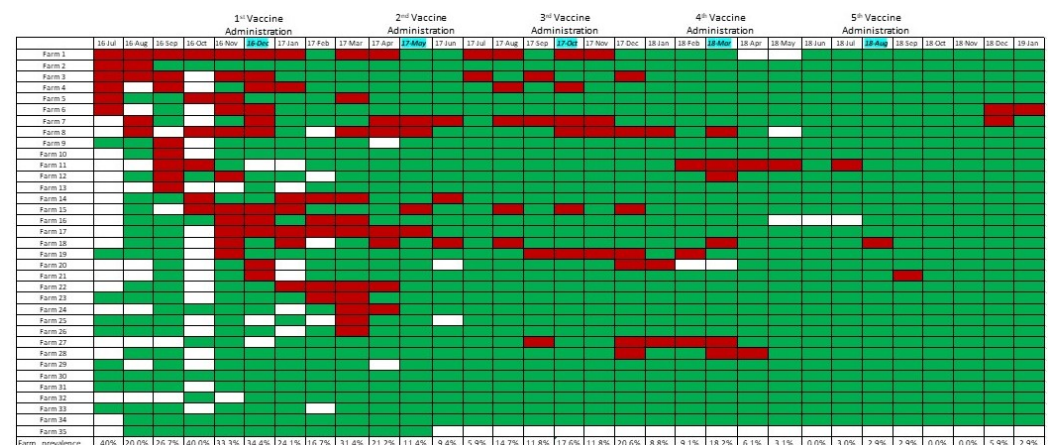 1st Vaccine Administration
2nd Vaccine Administration
3rd Vaccine Administration
4th Vaccine Administration
5th Vaccine Administration
16 Jul 16 Aug 16 Sep 16 Oct 16 Nov 16-Dec 17 Jan 17 Feb 17 Mar 17 Apr 17-May 17 Jun 17 Jul 17 Aug 17 Sep 17-Oct 17 Nov 17 Dec 18 Jan 18 Feb 18-Mar 18 Apr 18 May 18 Jun 18 Jul 18-Aug 18 Sep 18 Oct 18 Nov 18 Dec 19 Jan
Farm 1
Farm 2
Farm 3
Farm 4
Farm 5
Farm 6
Farm 7
Farm 8
Farm 9
Farm 10
Farm 11
Farm 12
Farm 13
Farm 14
Farm 15
Farm 16
Farm 17
Farm 18
Farm 19
Farm 20
Farm 21
Farm 22
Farm 23
Farm 24
Farm 25
Farm 26
Farm 27
Farm 28
Farm 29
Farm 30
Farm 31
Farm 32
Farm 33
Farm 34
Farm 35
Farm prevalence 40% 20.0% 26.7% 40.0% 33.3% 34.4% 24.1% 16.7% 31.4% 21.2% 11.4% 9.4% 5.9% 14.7% 11.8% 17.6% 11.8% 20.6% 8.8% 9.1% 18.2% 6.1% 3.1% 0.0% 3.0% 2.9% 2.9% 0.0% 0.0% 5.9% 2.9%